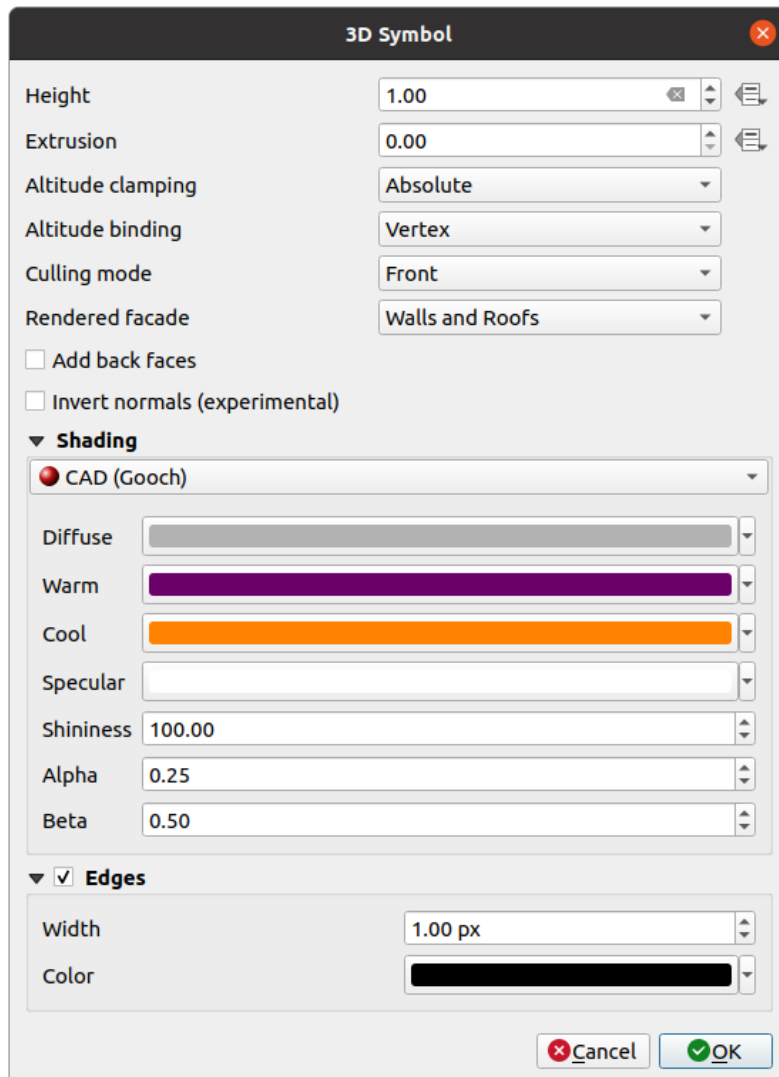 3D Symbol
Height 1.00
Extrusion 0.00
Altitude clamping Absolute
Altitude binding Vertex
Culling mode Front
Rendered facade Walls and Roofs
Add back faces
Invert normals (experimental)
Shading
CAD (Gooch)
Diffuse
Warm
Cool
Specular
Shininess 100.00
Alpha 0.25
Beta 0.50
Edges
Width 1.00 px
Color
Cancel OK